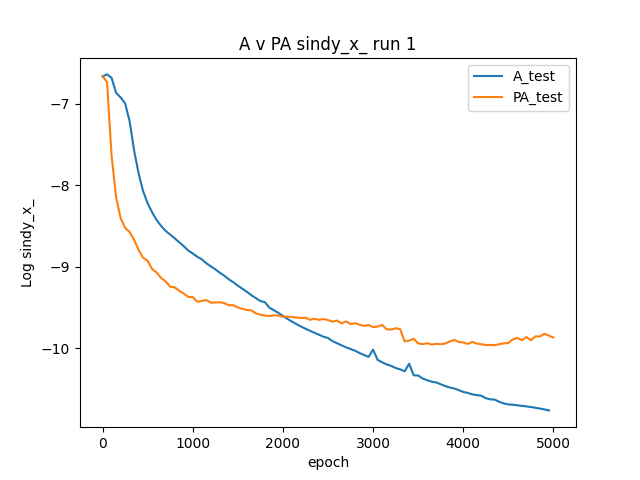 A v PA sindy_x_ run 1
A_test
PA_test
Log sindy_x_
−7
−8
−9
−10
0
1000
2000
3000
4000
5000
epoch